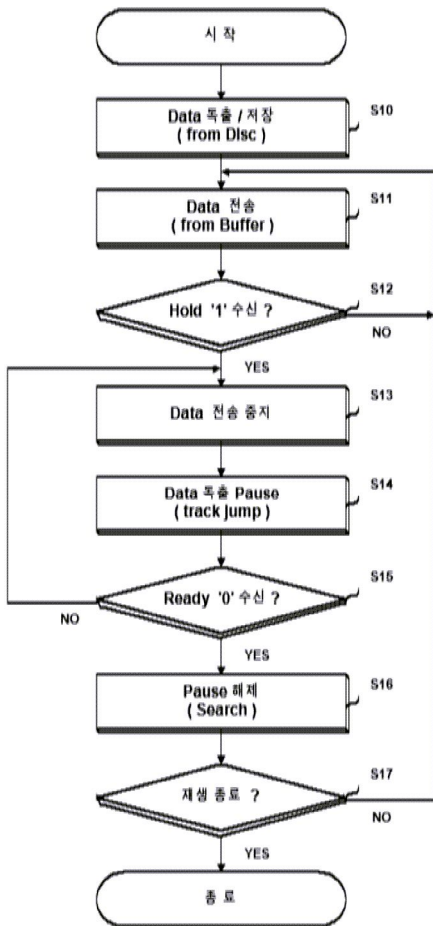 시 작
Data 독출 / 저장
( from Disc )
S10
Data 전송
( from Buffer )
S11
Hold '1' 수신 ?
S12
NO
YES
Data 전송 중지
S13
Data 독출 Pause
( track jump )
S14
Ready '0' 수신 ?
S15
NO
YES
Pause 해제
( Search )
S16
재생 종료 ?
S17
NO
YES
종 료